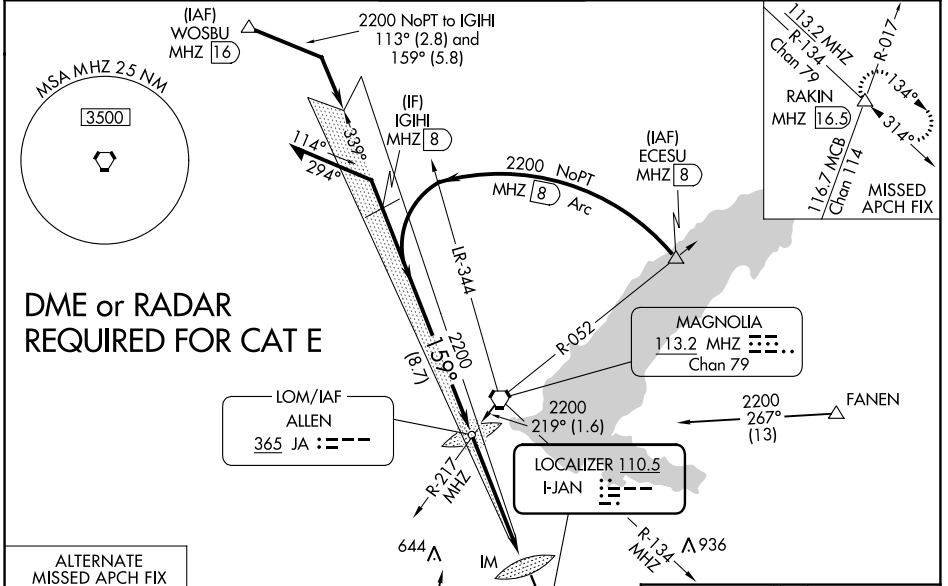 (IAF)
WOSBU
MHZ 16
2200 NoPT to IGIHI
113° (2.8) and
159° (5.8)
MSA MHZ 25 NM
3500
(IF)
IGIHI
MHZ 8
339°
114°
294°
2200 NoPT
MHZ 8 Arc
(IAF)
ECESU
MHZ 8
113.2 MHZ
R-134
Chan 79
R-017
134°
314°
RAKIN
MHZ 16.5
116.7 MCB
Chan 114
MISSED
APCH FIX
DME or RADAR
REQUIRED FOR CAT E
LR-344
R-052
2200
159°
(8.7)
MAGNOLIA
113.2 MHZ
Chan 79
LOM/IAF
ALLEN
365 JA
2200
219° (1.6)
2200
267°
(13)
FANEN
R-217
MHZ
LOCALIZER 110.5
I-JAN
R-134
MHZ
644
936
IM
ALTERNATE
MISSED APCH FIX